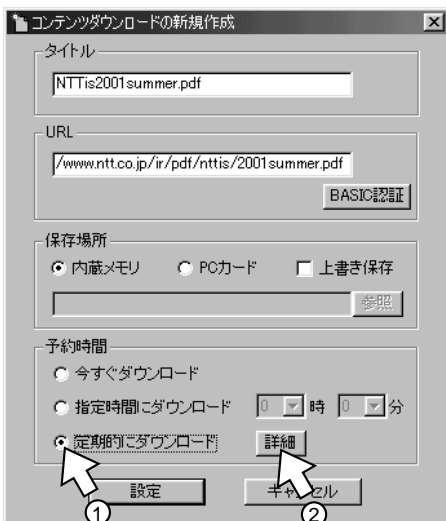 コンテンツダウンロードの新規作成
タイトル
NTTis2001summer.pdf
URL
/www.ntt.co.jp/ir/pdf/nttis/2001summer.pdf
BASIC認証
保存場所
内蔵メモリ PCカード 上書き保存
参照
予約時間
今すぐダウンロード
指定時間にダウンロード 0 時 0 分
定期的にダウンロード 詳細
設定 キャンセル
① ②